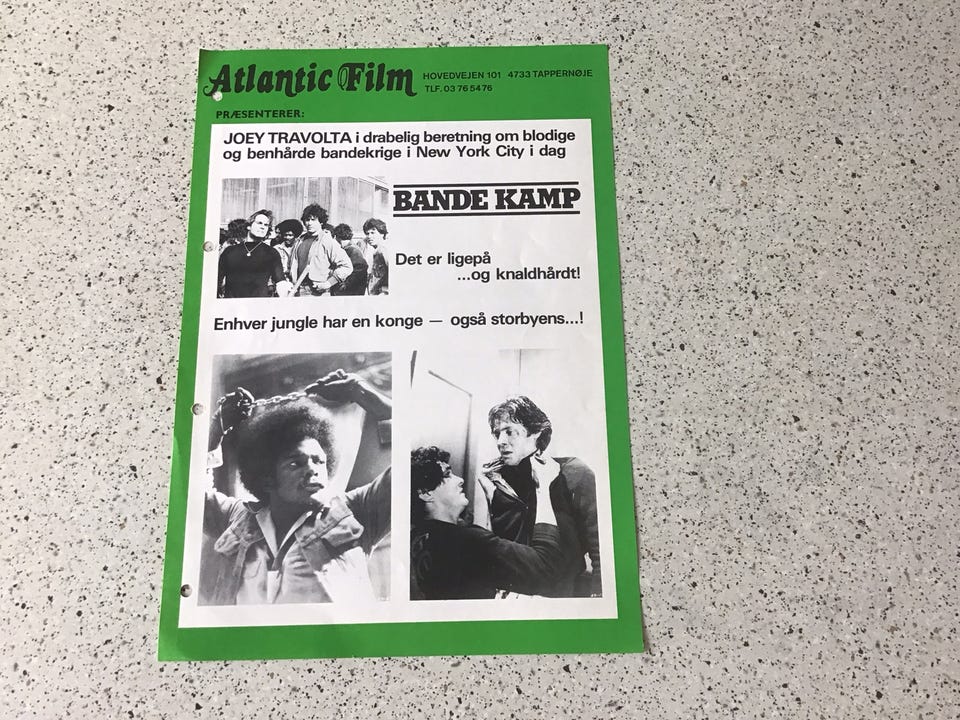 Atlantic Film
HOVEDVEJEN 101 4733 TAPPERNØJE
TLF. 03 76 54 76
PRÆSENTERER:
JOEY TRAVOLTA i drabelig beretning om blodige
og benhårde bandekrige i New York City i dag
BANDE KAMP
Det er ligepå
...og knaldhårdt!
Enhver jungle har en konge — også storbyens...!